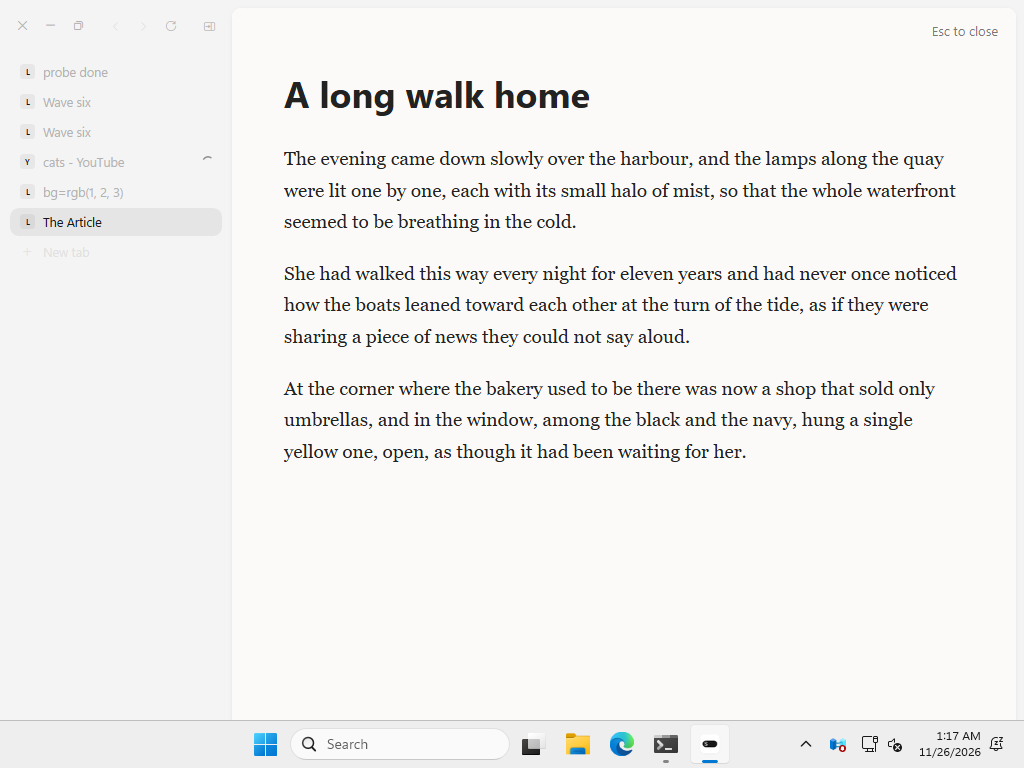 Esc to close
L probe done
L Wave six
L Wave six
Y cats - YouTube
L bg=rgb(1, 2, 3)
L The Article
+ New tab
A long walk home
The evening came down slowly over the harbour, and the lamps along the quay
were lit one by one, each with its small halo of mist, so that the whole waterfront
seemed to be breathing in the cold.
She had walked this way every night for eleven years and had never once noticed
how the boats leaned toward each other at the turn of the tide, as if they were
sharing a piece of news they could not say aloud.
At the corner where the bakery used to be there was now a shop that sold only
umbrellas, and in the window, among the black and the navy, hung a single
yellow one, open, as though it had been waiting for her.
Search
1:17 AM
11/26/2026